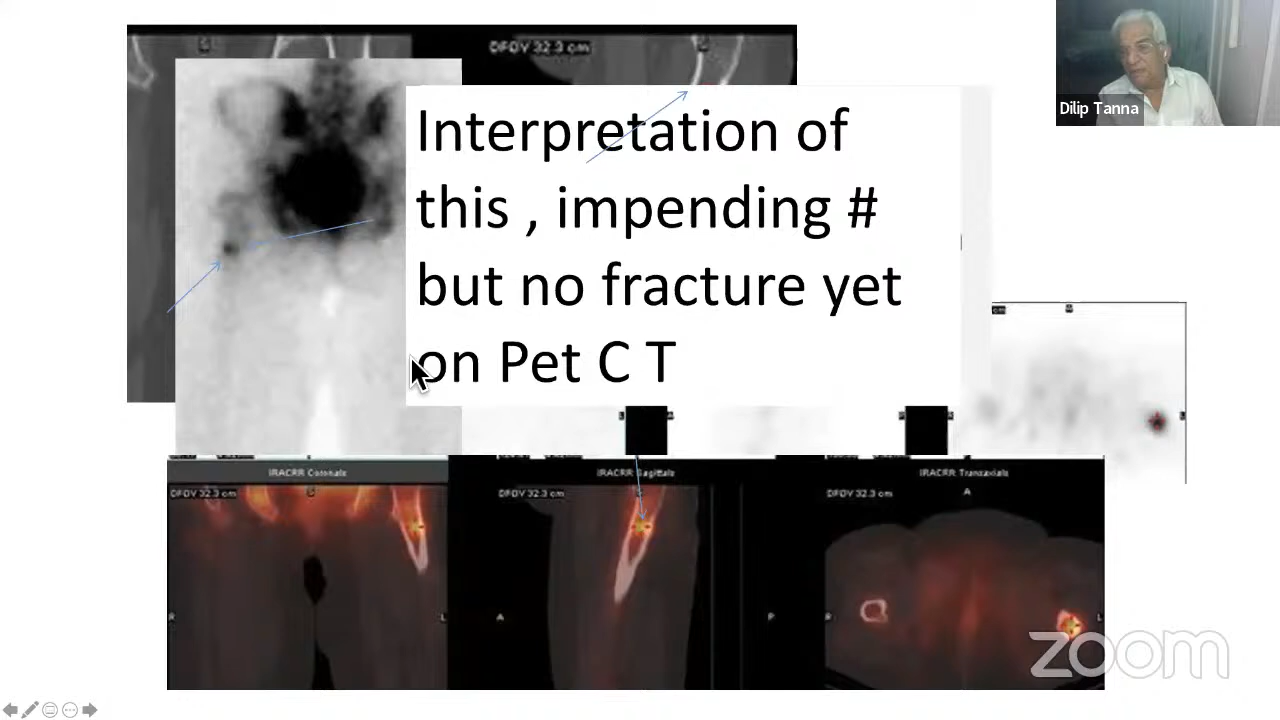 DFOV 32.3 cm
Dilip Tanna
Interpretation of
this , impending #
but no fracture yet
on Pet C T
IRACRR Coronals
IRACRR Sagittals
IRACRR Transaxials
DFOV 32.3 cm
DFOV 32.3 cm
DFOV 32.3 cm
S
A
R
L
A
P
R
L
zoom